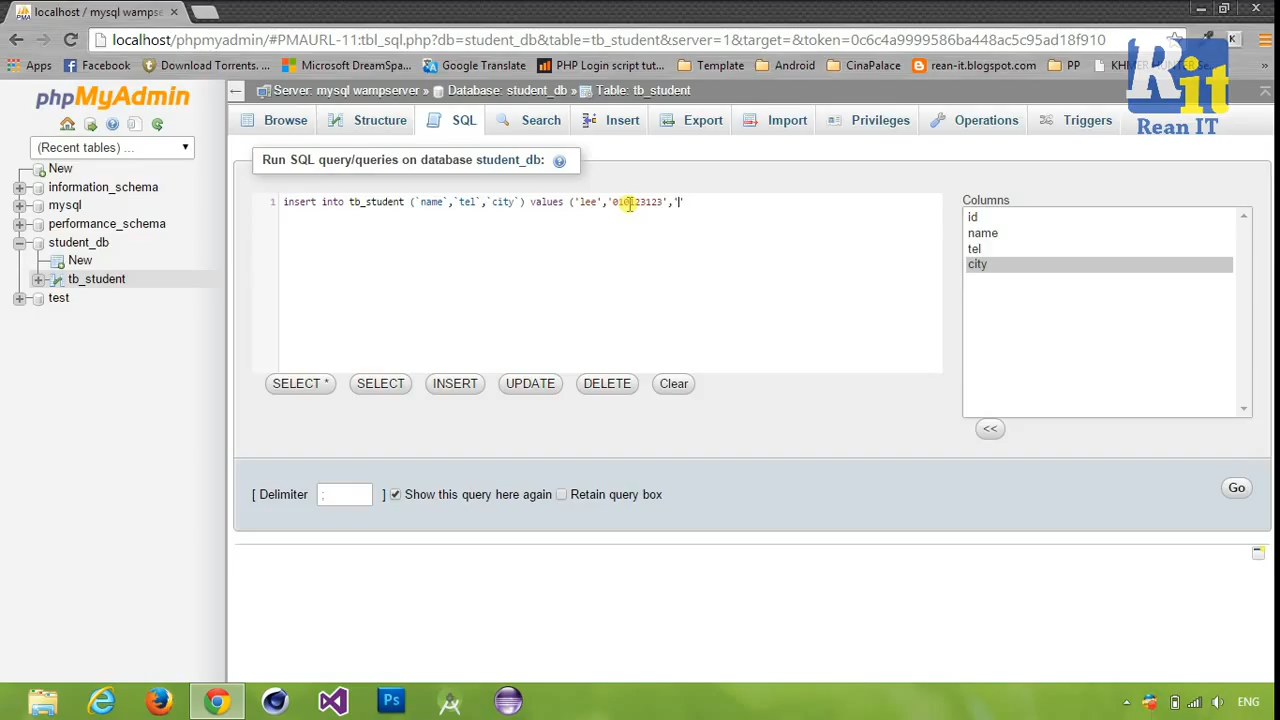 localhost / mysql wampse
localhost/phpmyadmin/#PMAURL-11:tbl_sql.php?db=student_db&table=tb_student&server=1&target=&token=0c6c4a9999586ba448ac5c95ad18f910
Apps
Facebook
Download Torrents...
Microsoft DreamSpa...
Google Translate
PHP Login script tut...
Template
Android
CinaPalace
rean-it.blogspot.com
PP
Rit
Rean IT
phpMyAdmin
Server: mysql wampserver » Database: student_db » Table: tb_student
Browse
Structure
SQL
Search
Insert
Export
Import
Privileges
Operations
Triggers
(Recent tables) ...
New
information_schema
mysql
performance_schema
student_db
New
tb_student
test
Run SQL query/queries on database student_db:
1 insert into tb_student (`name`,`tel`,`city`) values ('lee','010123123',''
Columns
id
name
tel
city
<<
SELECT *
SELECT
INSERT
UPDATE
DELETE
Clear
[ Delimiter ; ] Show this query here again Retain query box
Go
Ps
ENG